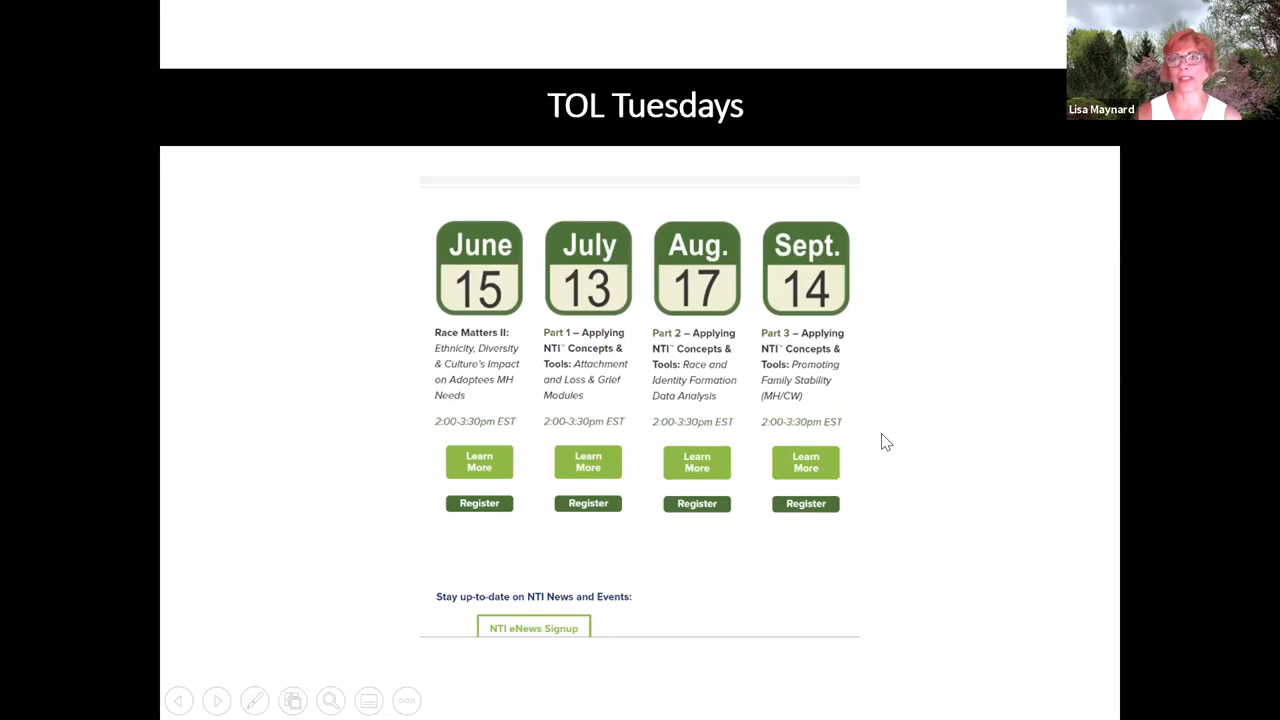 TOL Tuesdays
Lisa Maynard
June
15
Race Matters II:
Ethnicity, Diversity
& Culture's Impact
on Adoptees MH
Needs
2:00-3:30pm EST
Learn
More
Register
July
13
Part 1 – Applying
NTI™ Concepts &
Tools: Attachment
and Loss & Grief
Modules
2:00-3:30pm EST
Learn
More
Register
Aug.
17
Part 2 – Applying
NTI™ Concepts &
Tools: Race and
Identity Formation
Data Analysis
2:00-3:30pm EST
Learn
More
Register
Sept.
14
Part 3 – Applying
NTI™ Concepts &
Tools: Promoting
Family Stability
(MH/CW)
2:00-3:30pm EST
Learn
More
Register
Stay up-to-date on NTI News and Events:
NTI eNews Signup